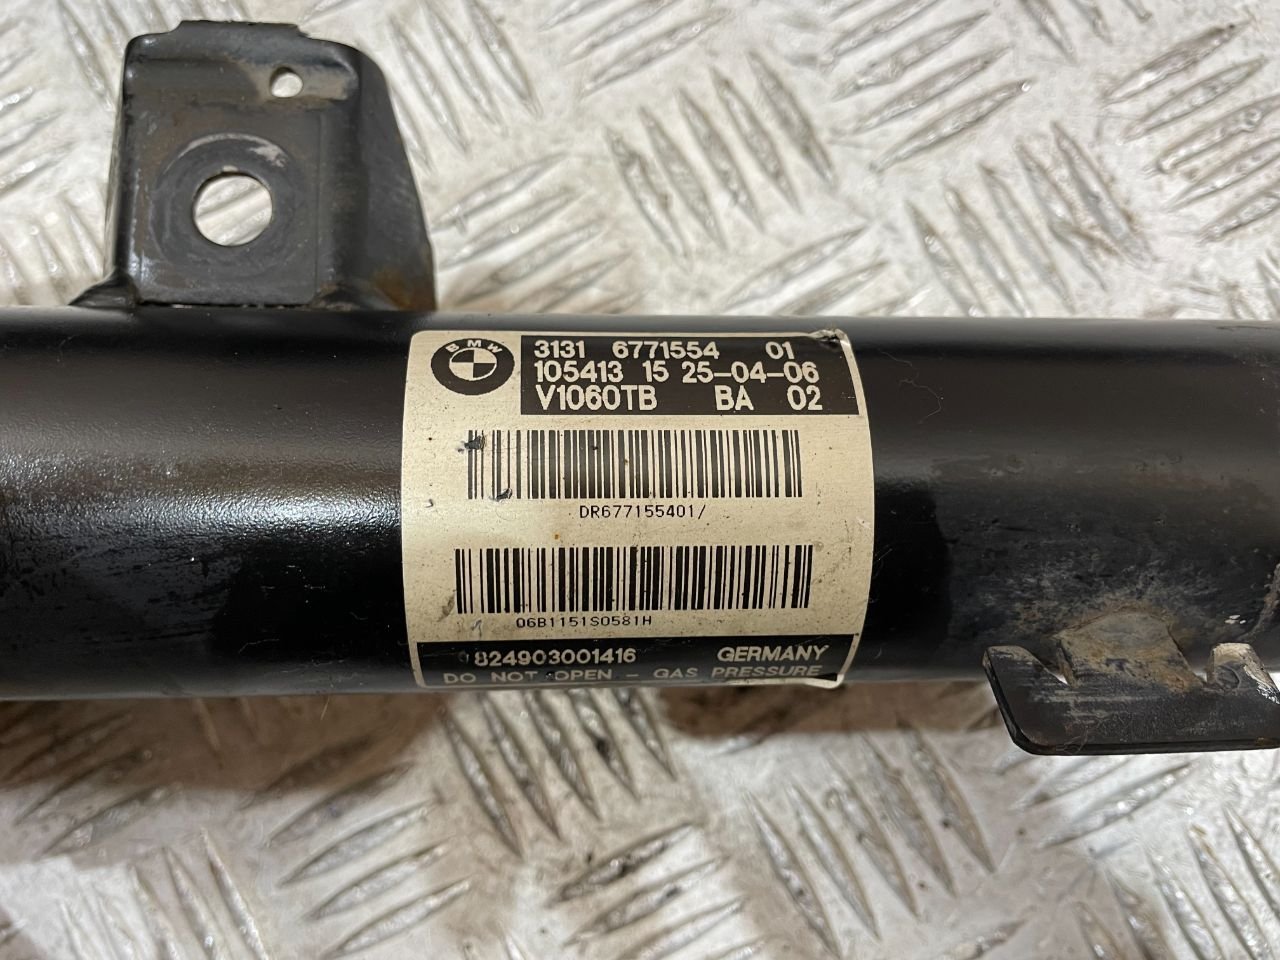 BMW
3131 6771554 01
105413 15 25-04-06
V1060TB BA 02
DR677155401/
06B1151S0581H
824903001416 GERMANY
DO NOT OPEN - GAS PRESSURE